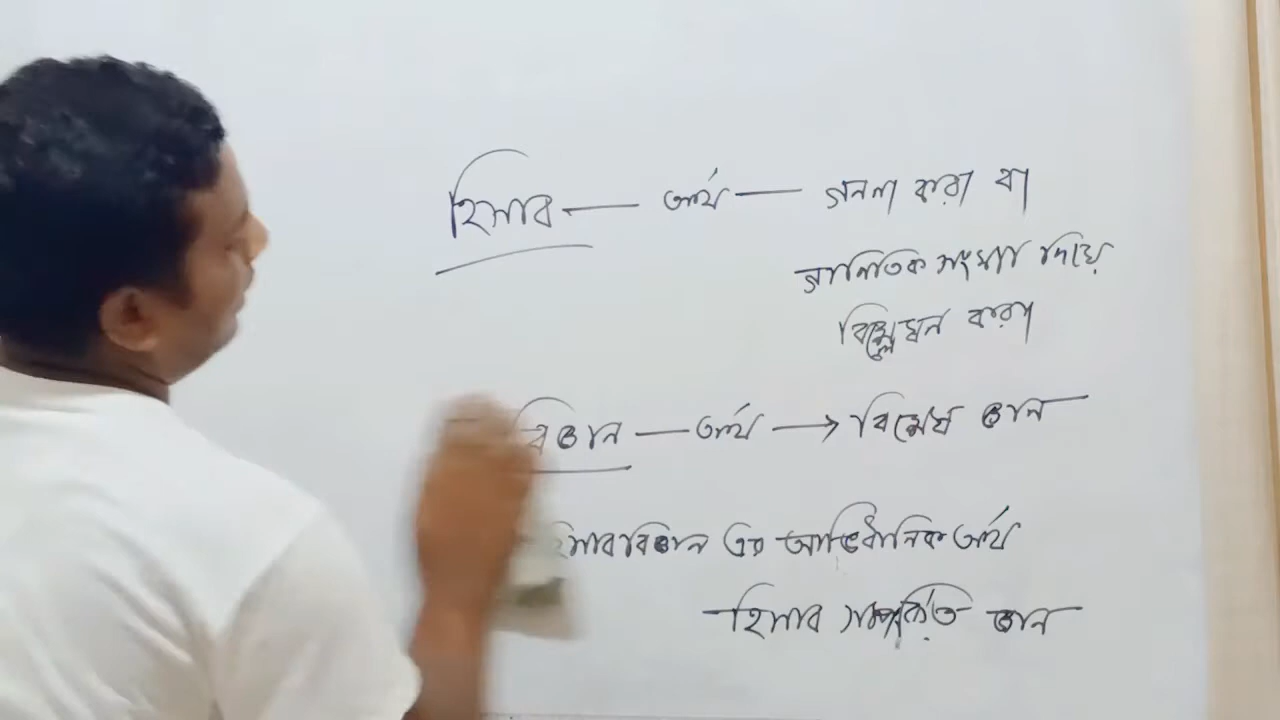 হিসাব — অর্থ — গননা করা বা
গানিতিক সংখ্যা দিয়ে
বিশ্লেষন করা
বিজ্ঞান — অর্থ → বিশেষ জ্ঞান
হিসাববিজ্ঞান এর আভিধানিক অর্থ
হিসাব সম্পর্কিত জ্ঞান